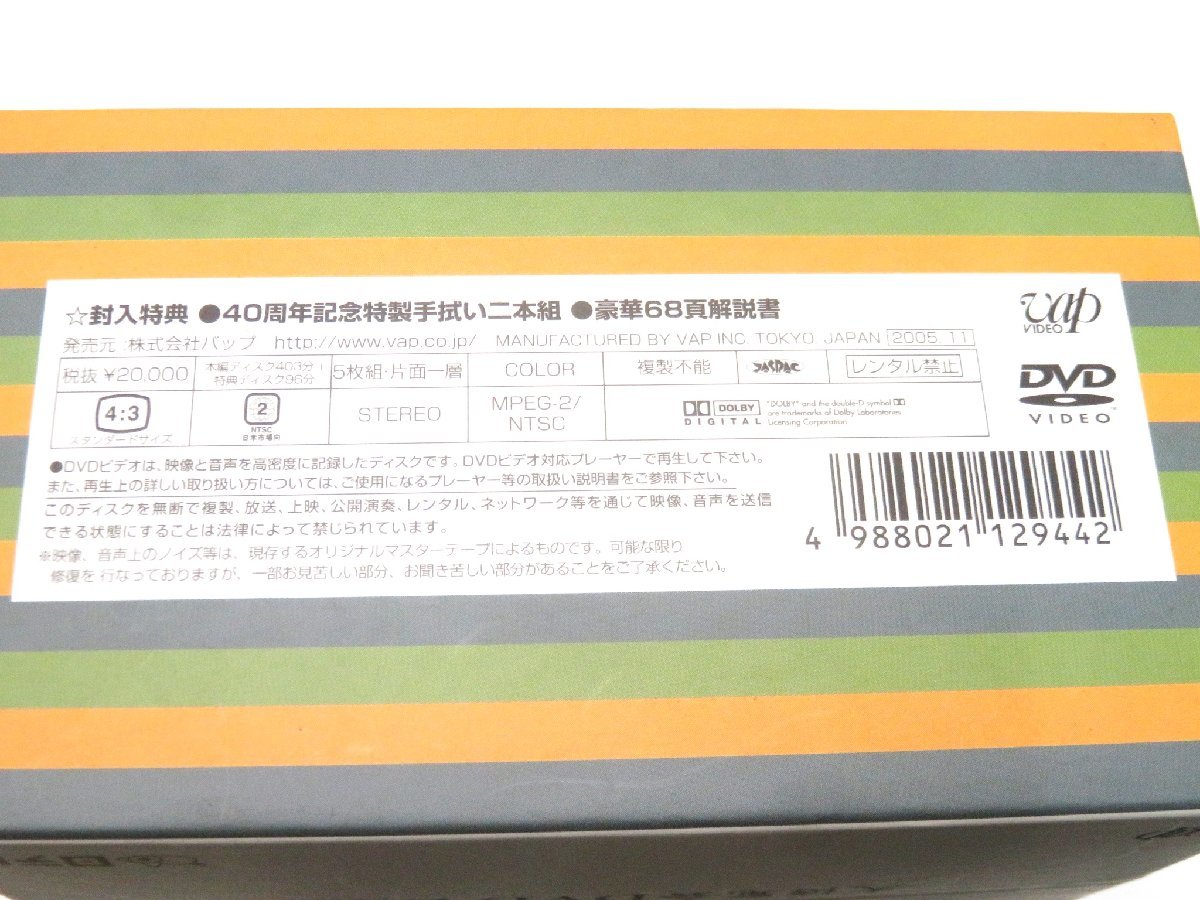 ☆封入特典 ●40周年記念特製手拭い二本組 ●豪華68頁解説書
発売元:株式会社バップ http://www.vap.co.jp/ MANUFACTURED BY VAP INC. TOKYO, JAPAN 2005.11
税抜 ¥20,000
本編ディスク403分+
特典ディスク96分
5枚組・片面一層
COLOR
複製不能
JASRAC
レンタル禁止
4:3
スタンダードサイズ
2
NTSC
日本市場向
STEREO
MPEG-2/
NTSC
DOLBY
DIGITAL
"DOLBY" and the double-D symbol
are trademarks of Dolby Laboratories
Licensing Corporation.
vap
VIDEO
DVD
VIDEO
●DVDビデオは、映像と音声を高密度に記録したディスクです。DVDビデオ対応プレーヤーで再生して下さい。
また、再生上の詳しい取り扱い方については、ご使用になるプレーヤー等の取扱い説明書をご参照下さい。
このディスクを無断で複製、放送、上映、公開演奏、レンタル、ネットワーク等を通じて映像、音声を送信
できる状態にすることは法律によって禁じられています。
※映像、音声上のノイズ等は、現存するオリジナルマスターテープによるものです。可能な限り
修復を行なっておりますが、一部お見苦しい部分、お聞き苦しい部分があることをご了承ください。
4 988021 129442